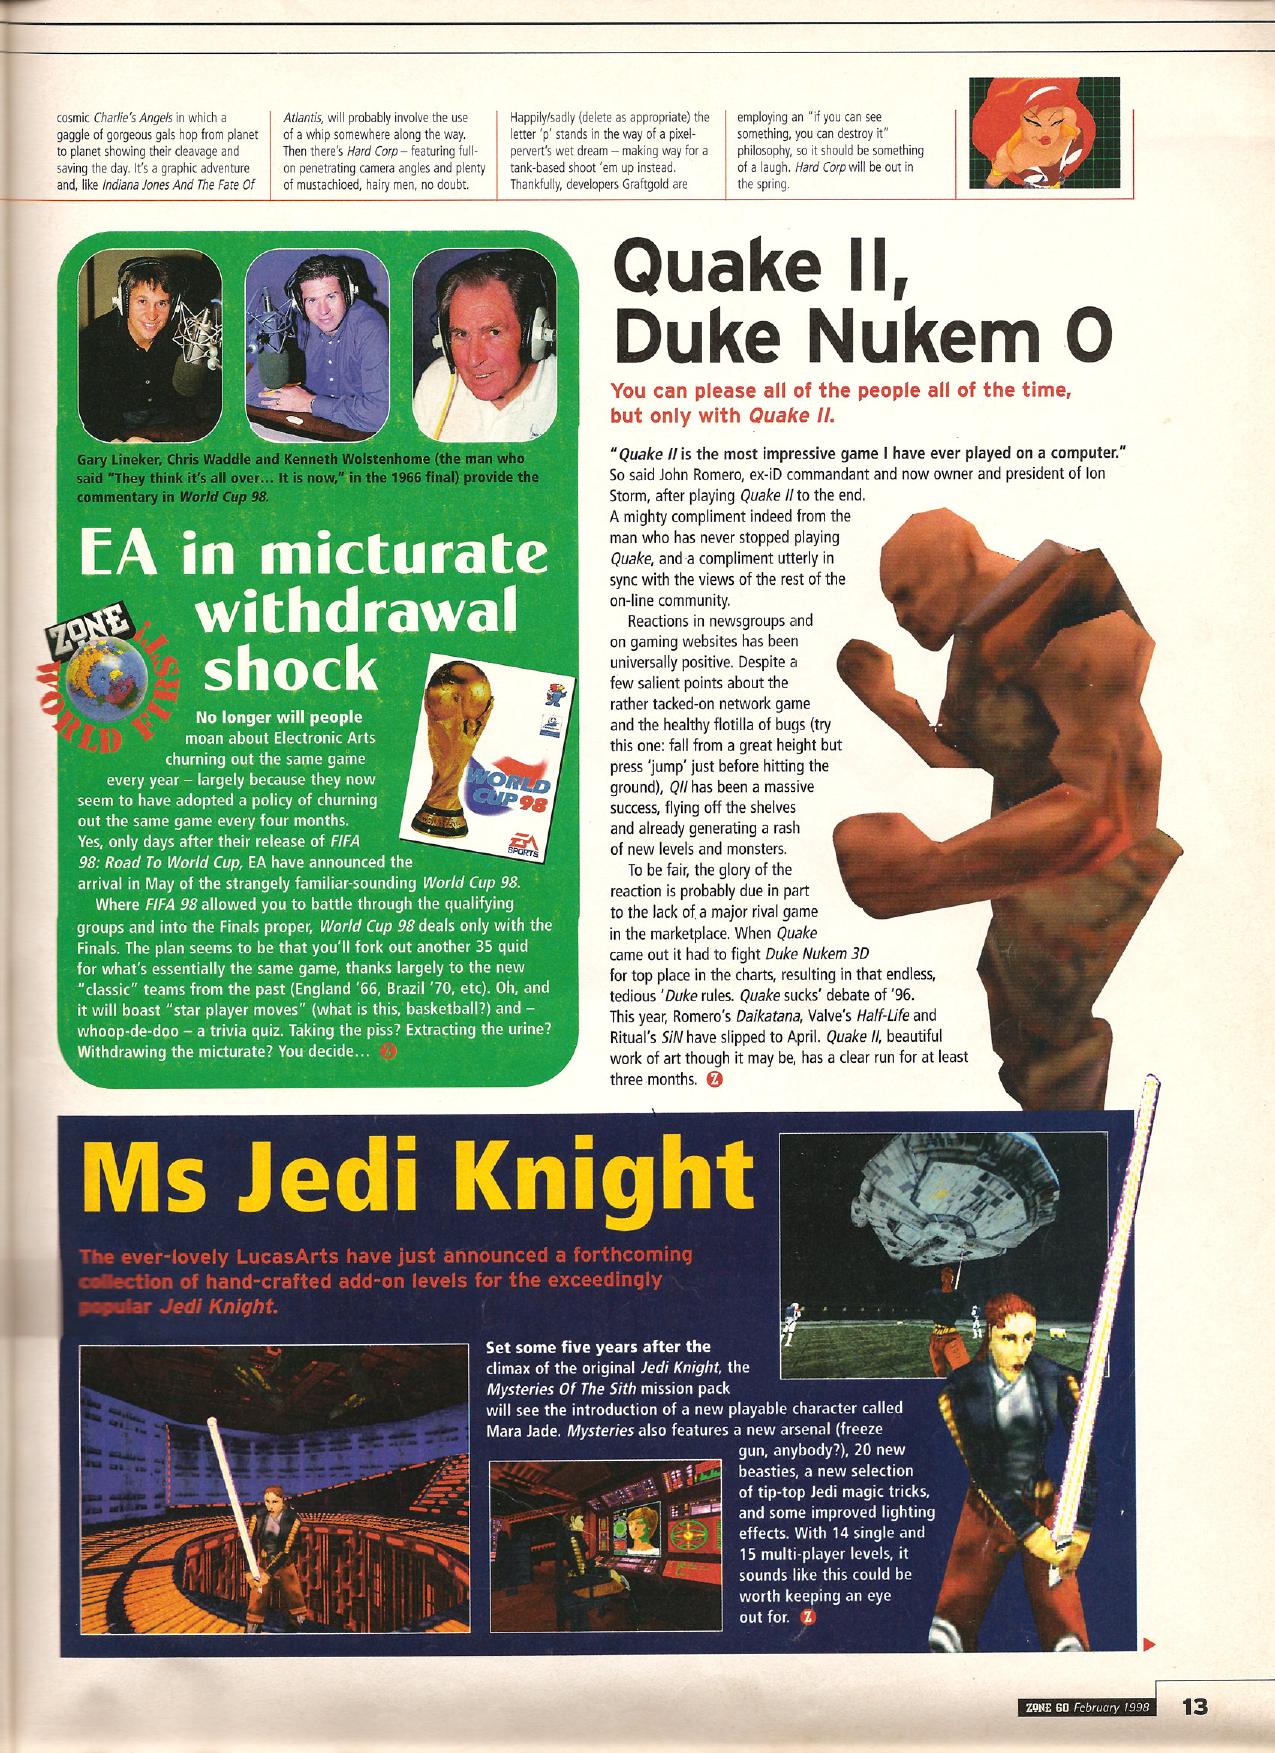 cosmic Charlie's Angels in which a
gaggle of gorgeous gals hop from planet
to planet showing their cleavage and
saving the day. It's a graphic adventure
and, like Indiana Jones And The Fate Of
Atlantis, will probably involve the use
of a whip somewhere along the way.
Then there's Hard Corp – featuring full-
on penetrating camera angles and plenty
of mustachioed, hairy men, no doubt.
Happily/sadly (delete as appropriate) the
letter 'p' stands in the way of a pixel-
pervert's wet dream – making way for a
tank-based shoot 'em up instead.
Thankfully, developers Graftgold are
employing an "if you can see
something, you can destroy it"
philosophy, so it should be something
of a laugh. Hard Corp will be out in
the spring.
Gary Lineker, Chris Waddle and Kenneth Wolstenhome (the man who
said "They think it's all over... It is now," in the 1966 final) provide the
commentary in World Cup 98.
EA in micturate
withdrawal
shock
ZONE
WORLD FIRST!
WORLD
CUP 98
EA
SPORTS
No longer will people
moan about Electronic Arts
churning out the same game
every year – largely because they now
seem to have adopted a policy of churning
out the same game every four months.
Yes, only days after their release of FIFA
98: Road To World Cup, EA have announced the
arrival in May of the strangely familiar-sounding World Cup 98.
Where FIFA 98 allowed you to battle through the qualifying
groups and into the Finals proper, World Cup 98 deals only with the
Finals. The plan seems to be that you'll fork out another 35 quid
for what's essentially the same game, thanks largely to the new
"classic" teams from the past (England '66, Brazil '70, etc). Oh, and
it will boast "star player moves" (what is this, basketball?) and –
whoop-de-doo – a trivia quiz. Taking the piss? Extracting the urine?
Withdrawing the micturate? You decide... Z
Quake II,
Duke Nukem 0
You can please all of the people all of the time,
but only with Quake II.
"Quake II is the most impressive game I have ever played on a computer."
So said John Romero, ex-iD commandant and now owner and president of Ion
Storm, after playing Quake II to the end.
A mighty compliment indeed from the
man who has never stopped playing
Quake, and a compliment utterly in
sync with the views of the rest of the
on-line community.
Reactions in newsgroups and
on gaming websites has been
universally positive. Despite a
few salient points about the
rather tacked-on network game
and the healthy flotilla of bugs (try
this one: fall from a great height but
press 'jump' just before hitting the
ground), QII has been a massive
success, flying off the shelves
and already generating a rash
of new levels and monsters.
To be fair, the glory of the
reaction is probably due in part
to the lack of a major rival game
in the marketplace. When Quake
came out it had to fight Duke Nukem 3D
for top place in the charts, resulting in that endless,
tedious 'Duke rules. Quake sucks' debate of '96.
This year, Romero's Daikatana, Valve's Half-Life and
Ritual's SiN have slipped to April. Quake II, beautiful
work of art though it may be, has a clear run for at least
three months. Z
Ms Jedi Knight
The ever-lovely LucasArts have just announced a forthcoming
collection of hand-crafted add-on levels for the exceedingly
popular Jedi Knight.
Set some five years after the
climax of the original Jedi Knight, the
Mysteries Of The Sith mission pack
will see the introduction of a new playable character called
Mara Jade. Mysteries also features a new arsenal (freeze
gun, anybody?), 20 new
beasties, a new selection
of tip-top Jedi magic tricks,
and some improved lighting
effects. With 14 single and
15 multi-player levels, it
sounds like this could be
worth keeping an eye
out for. Z
ZONE 60 February 1998 13